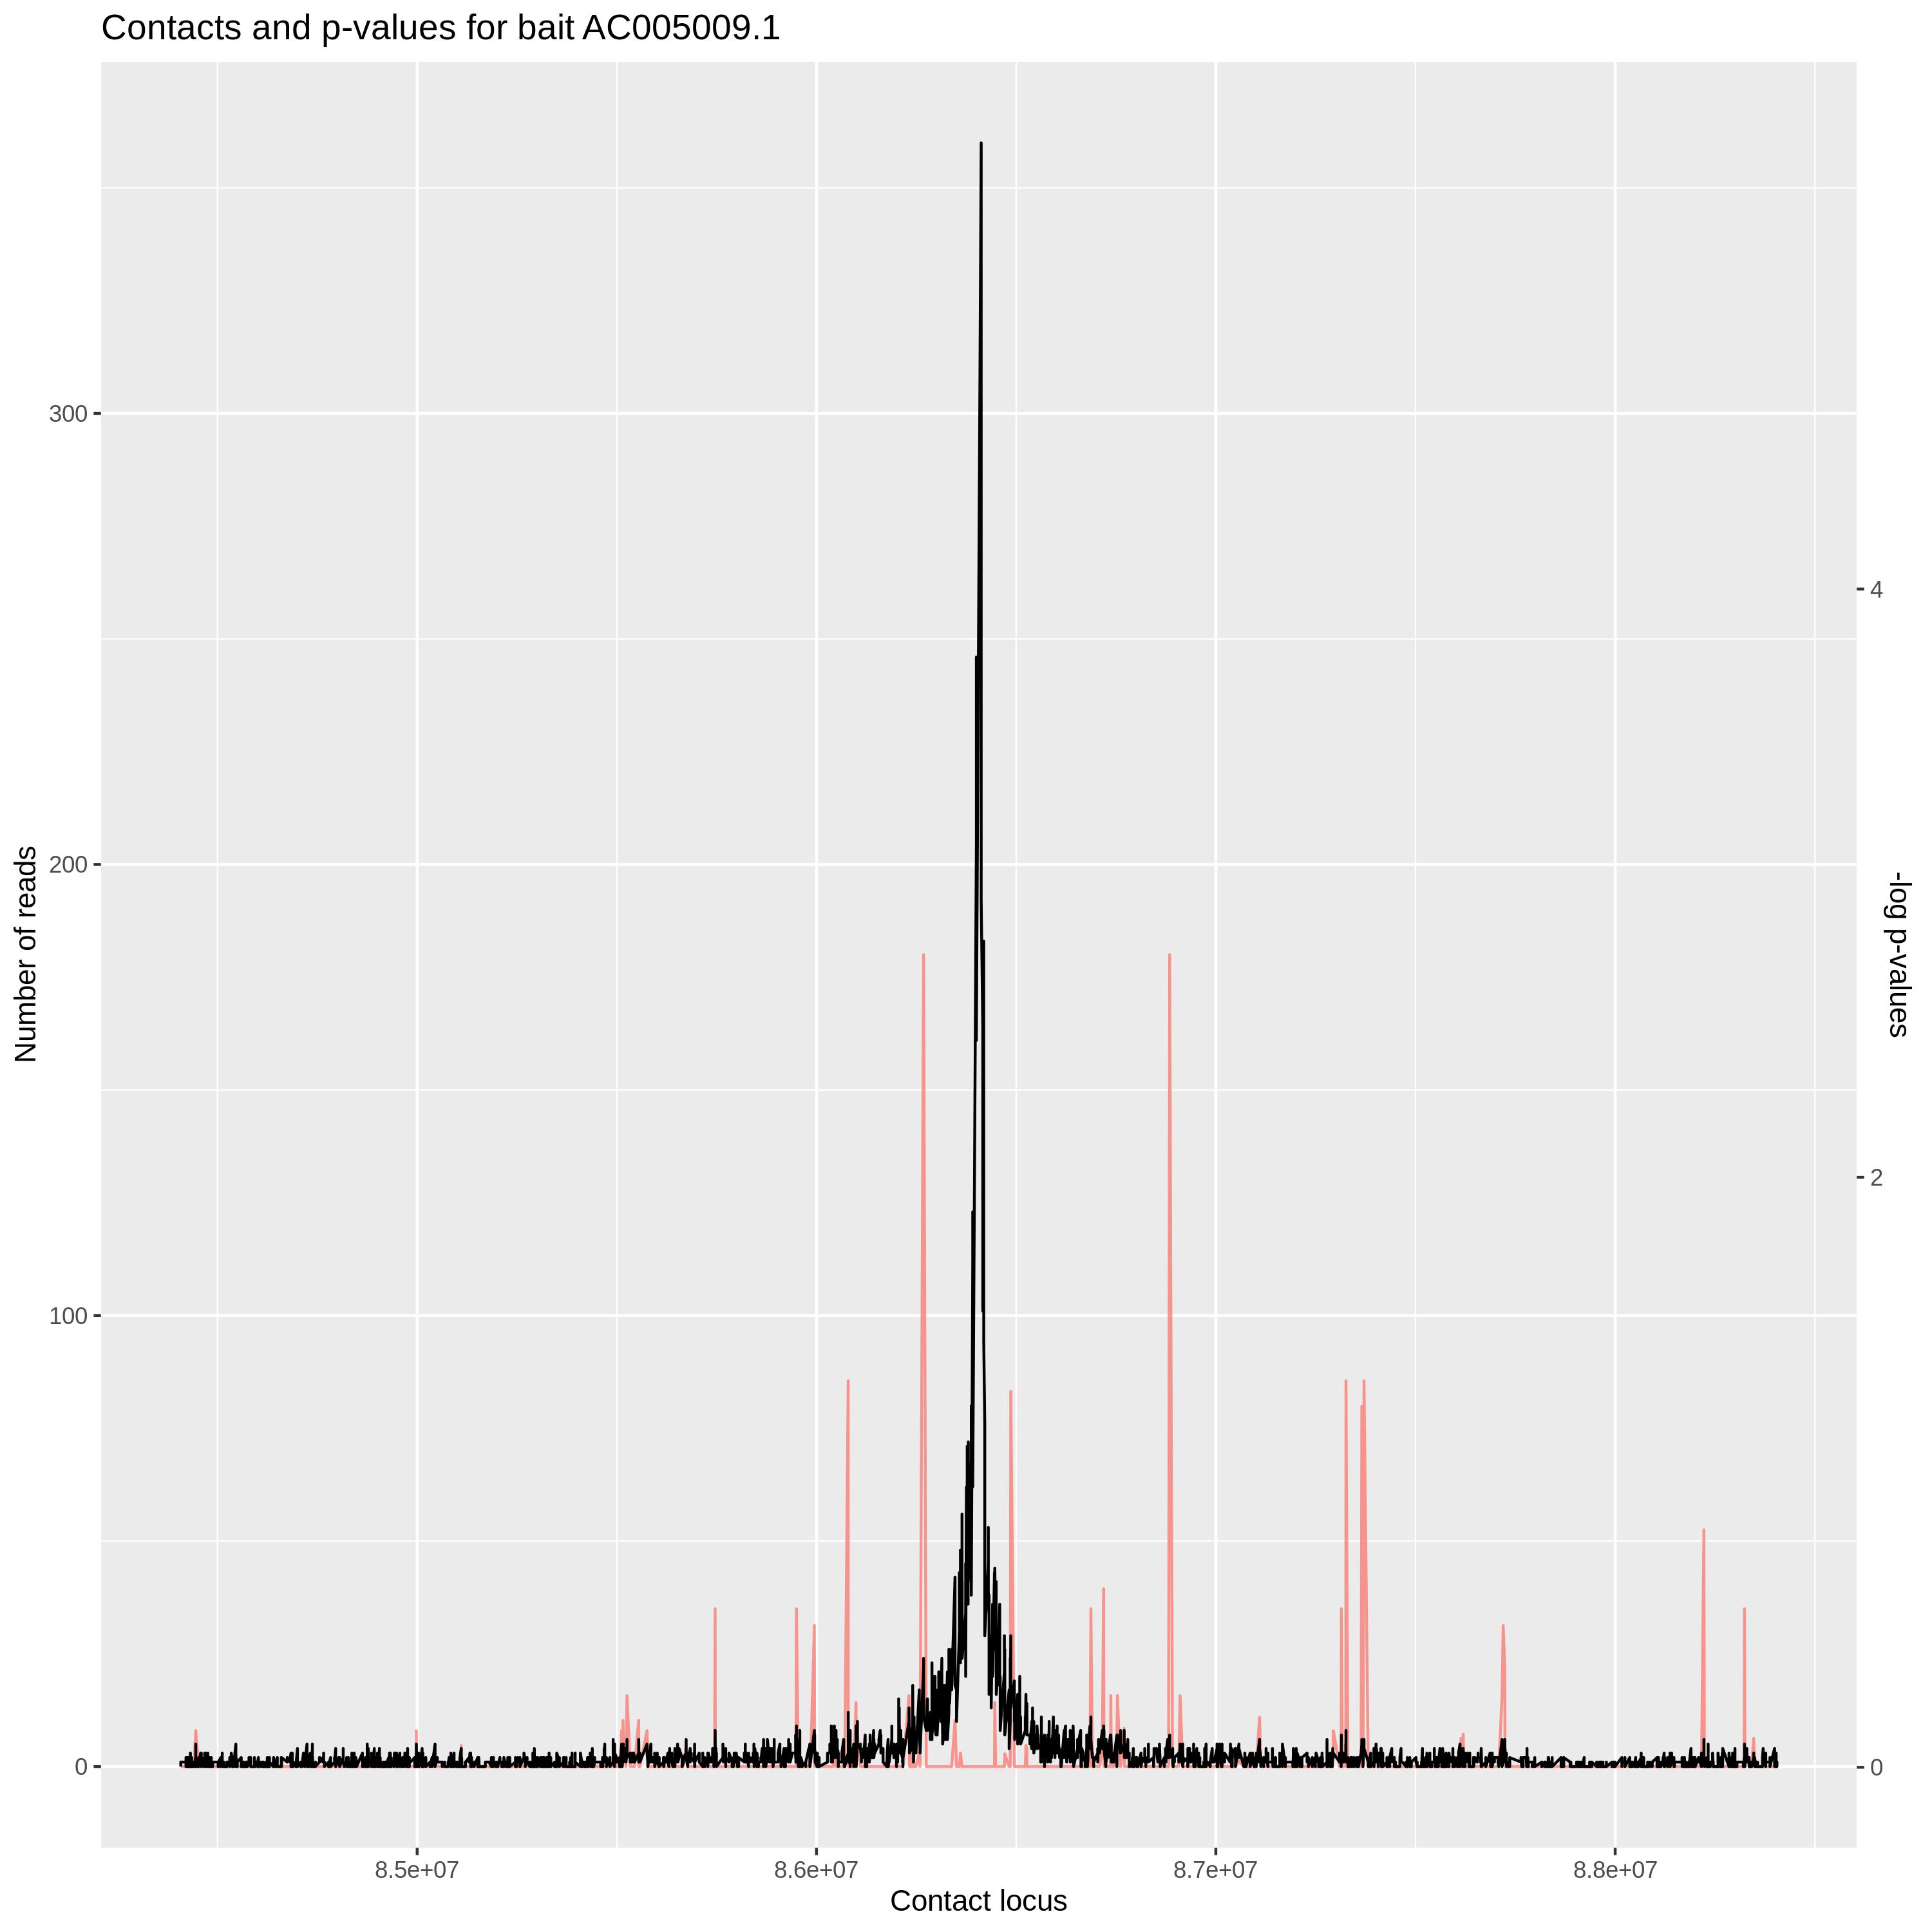 Contacts and p-values for bait AC005009.1
Number of reads
300
200
100
0
4
2
0
-log p-values
8.5e+07
8.6e+07
8.7e+07
8.8e+07
Contact locus